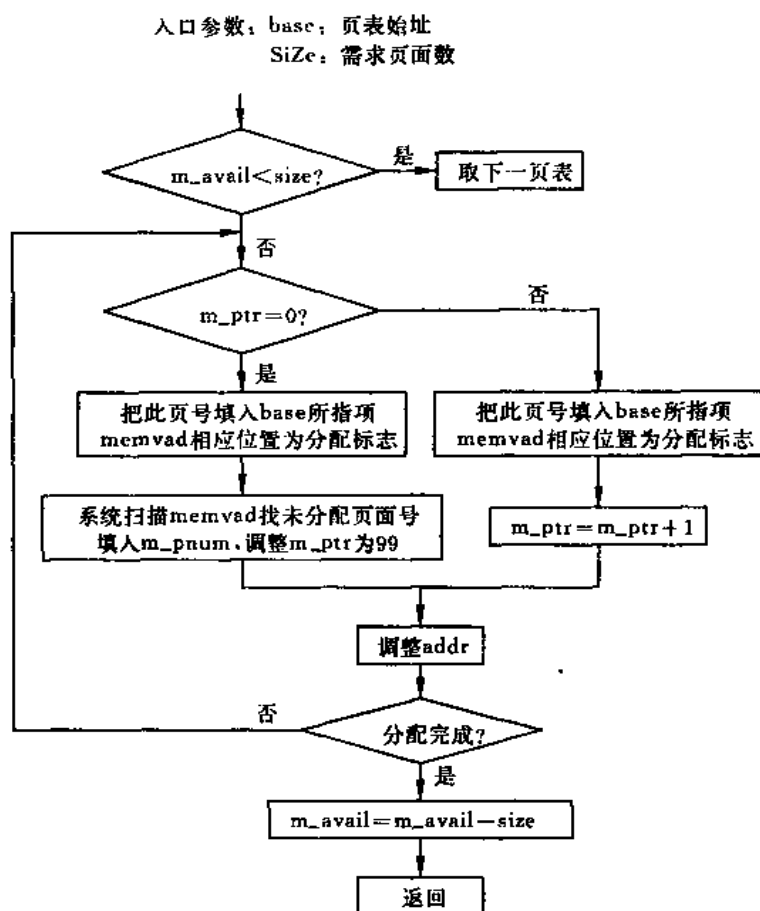 入口参数：base：页表始址
SiZe：需求页面数
m_avail<size?
是
取下一页表
否
m_ptr=0?
否
是
把此页号填入base所指项
memvad相应位置为分配标志
把此页号填入base所指项
memvad相应位置为分配标志
系统扫描memvad找未分配页面号
填入m_pnum、调整m_ptr为99
m_ptr=m_ptr+1
调整addr
否
分配完成?
是
m_avail=m_avail-size
返回